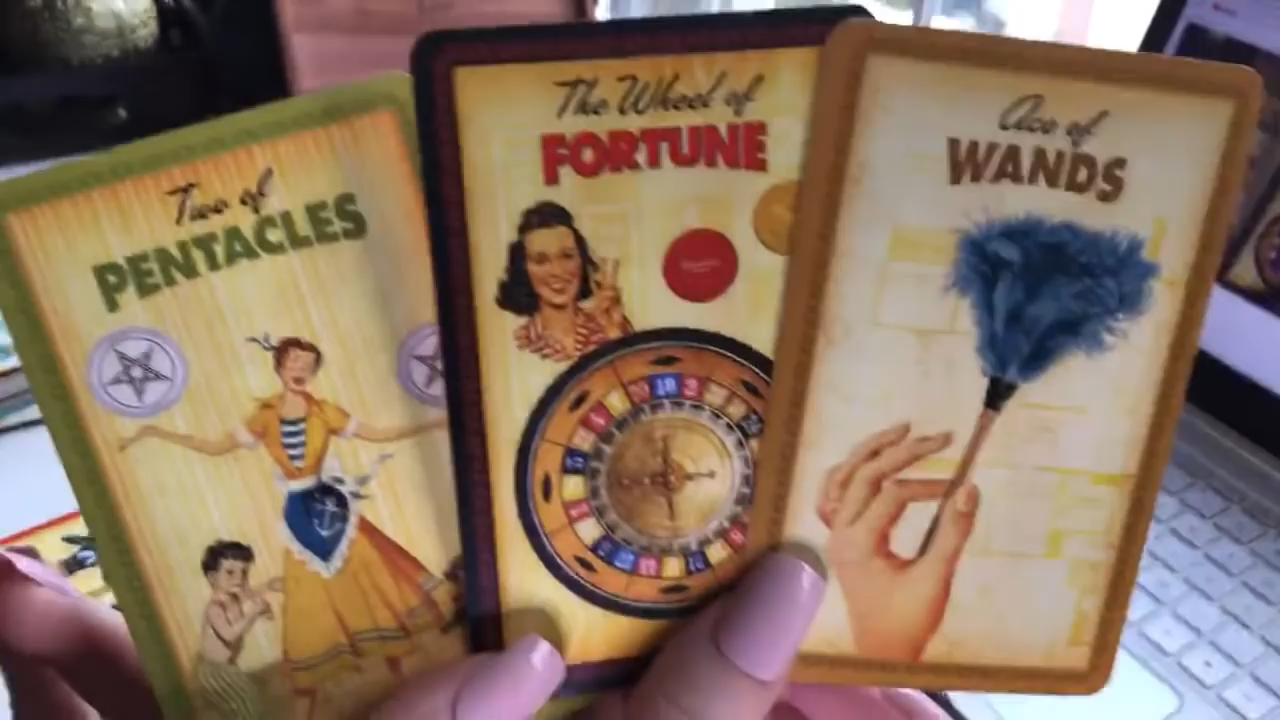 Two of
PENTACLES
The Wheel of
FORTUNE
Ace of
WANDS